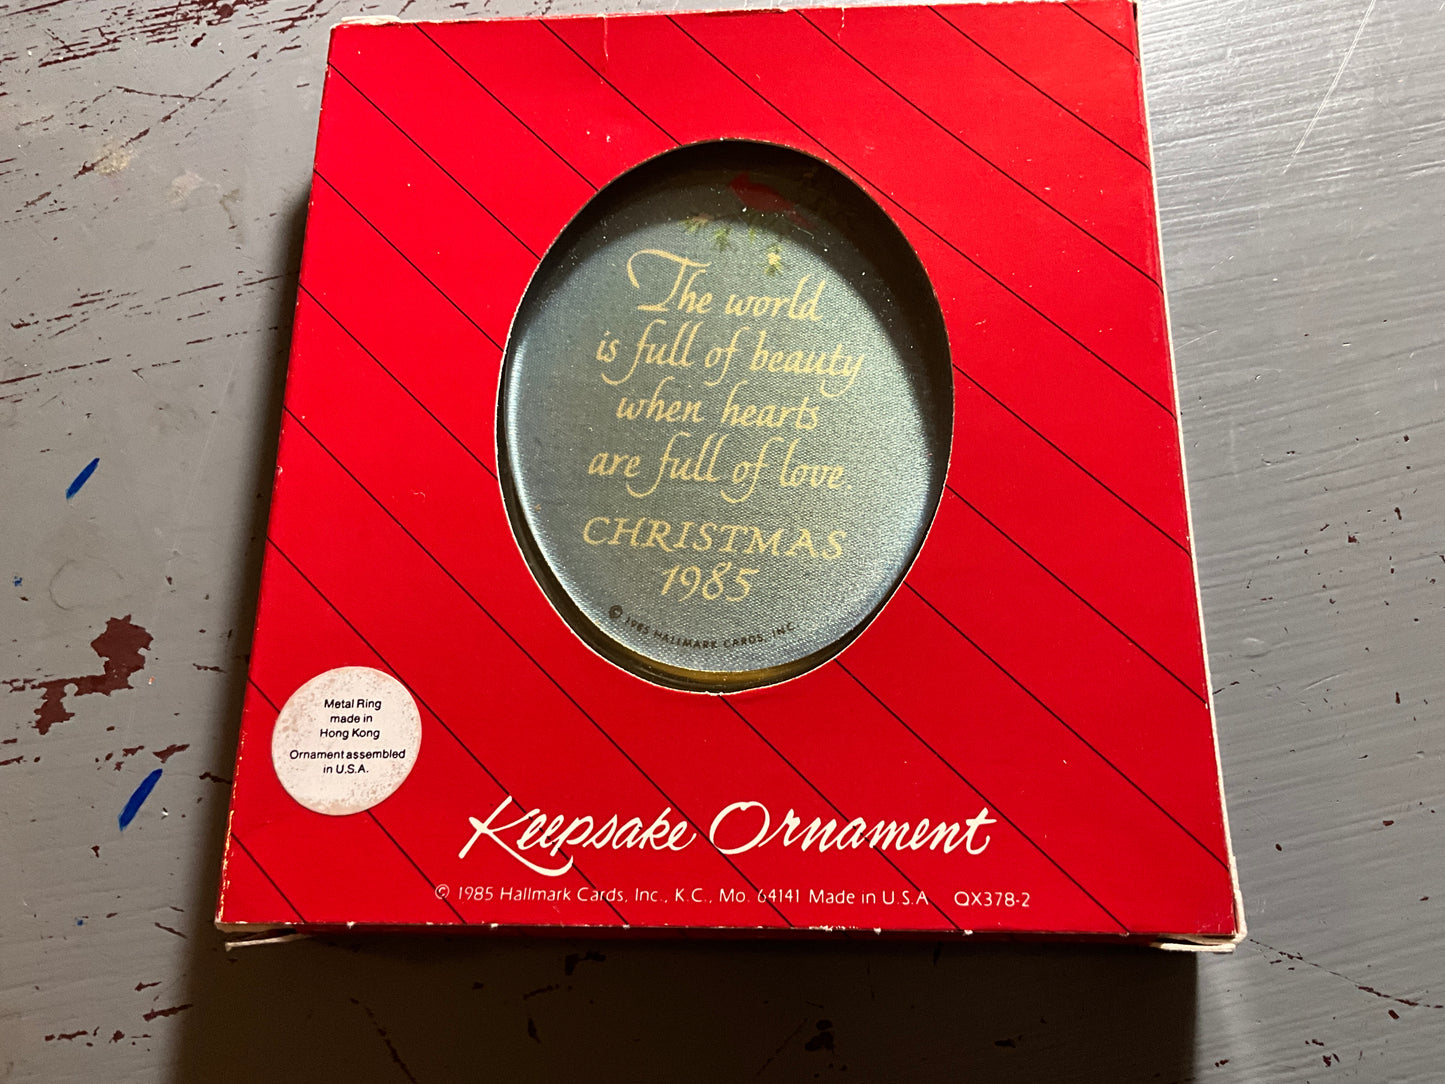 The world
is full of beauty
when hearts
are full of love.
CHRISTMAS
1985
© 1985 HALLMARK CARDS, INC.
Metal Ring
made in
Hong Kong
Ornament assembled
in U.S.A.
Keepsake Ornament
© 1985 Hallmark Cards, Inc., K.C., Mo. 64141 Made in U.S.A QX378-2